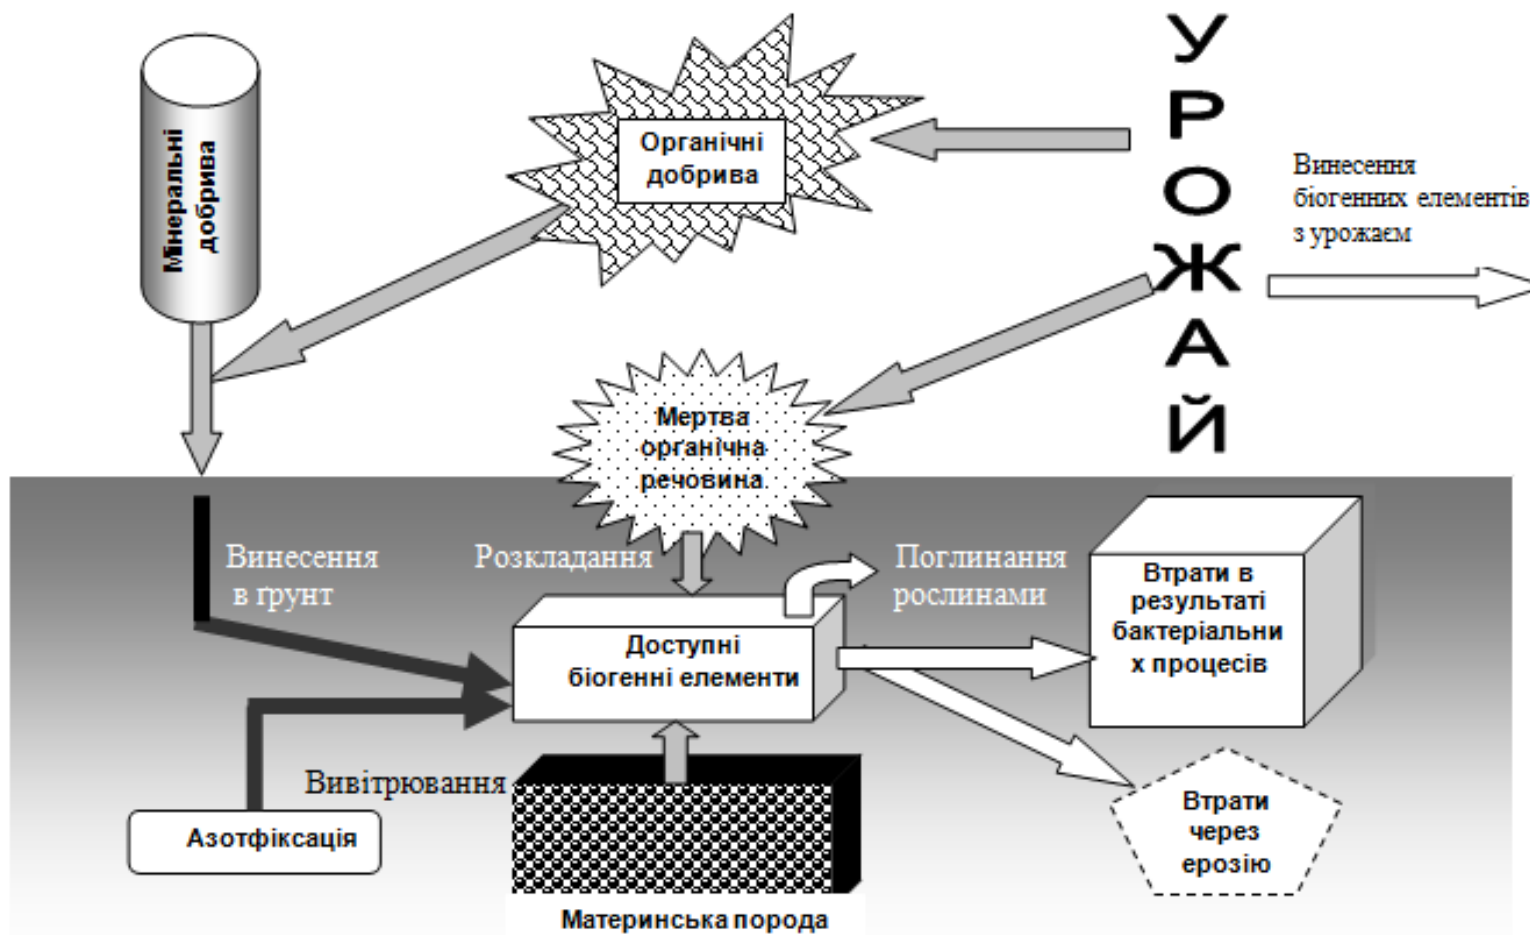 У
Р
О
Ж
А
Й
Мінеральні
добрива
Органічні
добрива
Винесення
біогенних елементів
з урожаєм
Мертва
органічна
речовина
Винесення
в ґрунт
Розкладання
Поглинання
рослинами
Втрати в
результаті
бактеріальни
х процесів
Доступні
біогенні елементи
Вивітрювання
Азотфіксація
Втрати
через
ерозію
Материнська порода